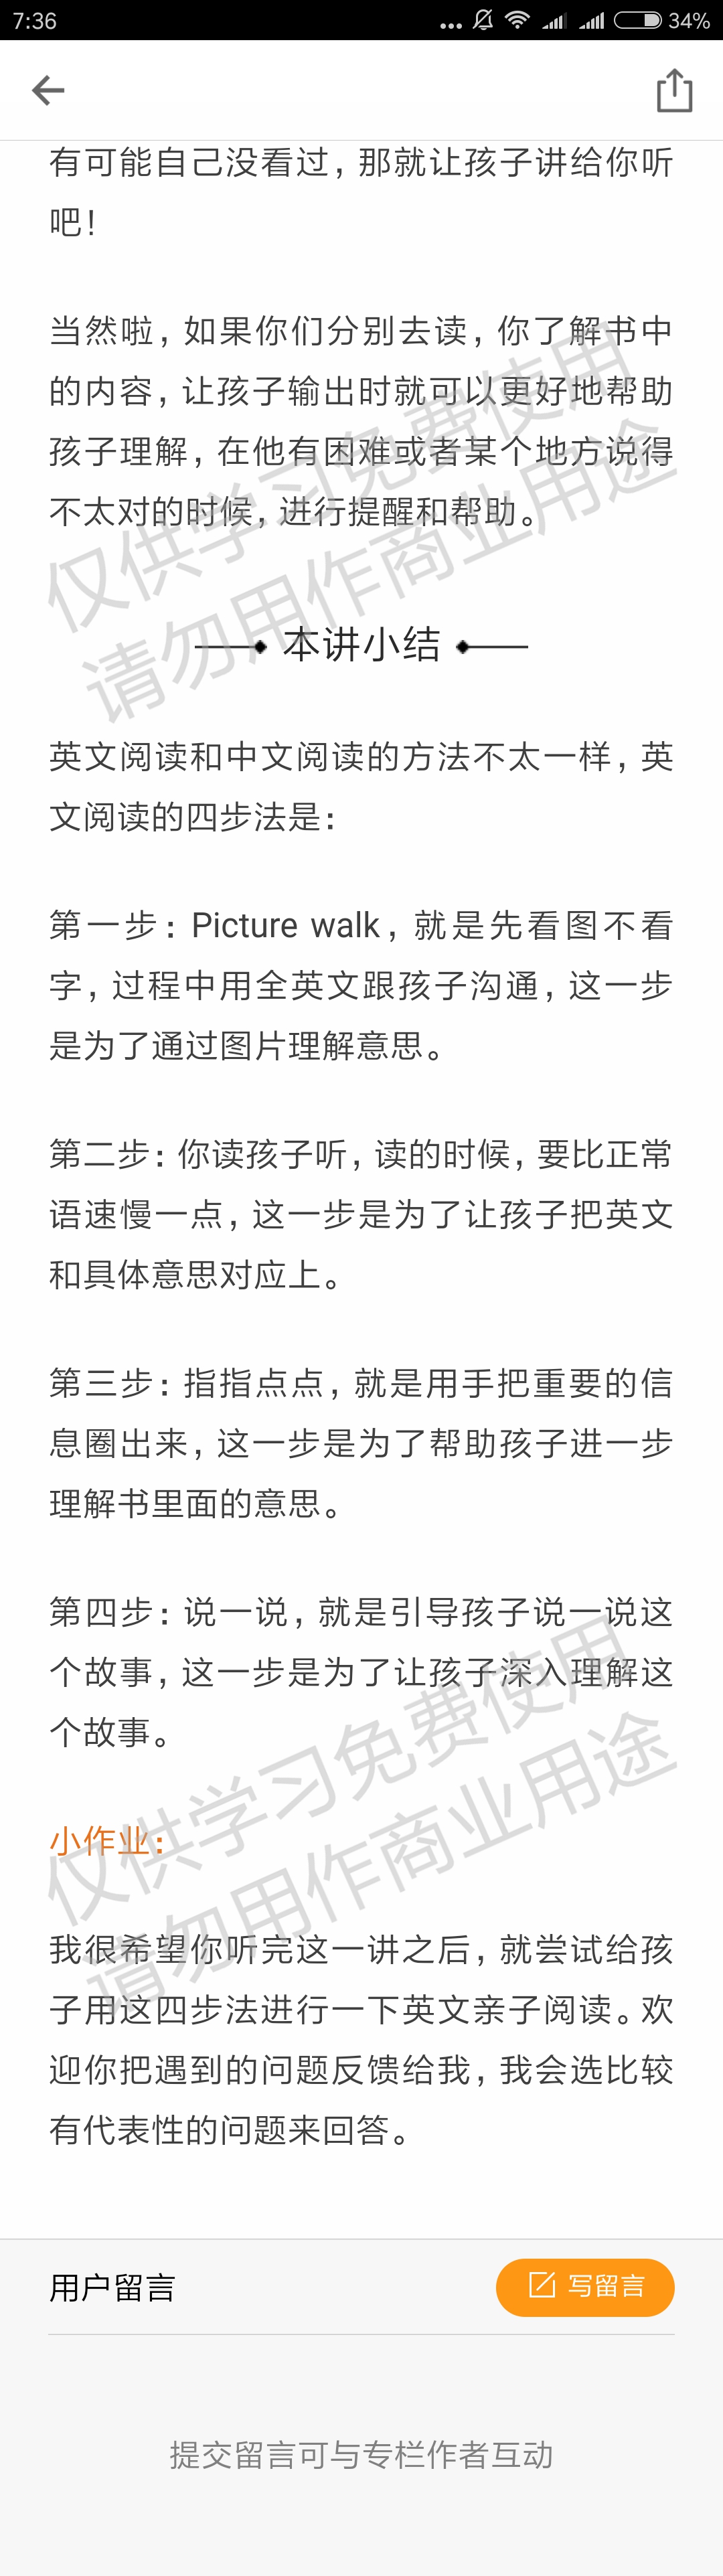 7:36
34%
有可能自己没看过，那就让孩子讲给你听
吧！
当然啦，如果你们分别去读，你了解书中
的内容，让孩子输出时就可以更好地帮助
孩子理解，在他有困难或者某个地方说得
不太对的时候，进行提醒和帮助。
仅供学习免费使用
请勿用作商业用途
本讲小结
英文阅读和中文阅读的方法不太一样，英
文阅读的四步法是：
第一步：Picture walk，就是先看图不看
字，过程中用全英文跟孩子沟通，这一步
是为了通过图片理解意思。
第二步：你读孩子听，读的时候，要比正常
语速慢一点，这一步是为了让孩子把英文
和具体意思对应上。
第三步：指指点点，就是用手把重要的信
息圈出来，这一步是为了帮助孩子进一步
理解书里面的意思。
第四步：说一说，就是引导孩子说一说这
个故事，这一步是为了让孩子深入理解这
个故事。
仅供学习免费使用
请勿用作商业用途
小作业：
我很希望你听完这一讲之后，就尝试给孩
子用这四步法进行一下英文亲子阅读。欢
迎你把遇到的问题反馈给我，我会选比较
有代表性的问题来回答。
用户留言
写留言
提交留言可与专栏作者互动